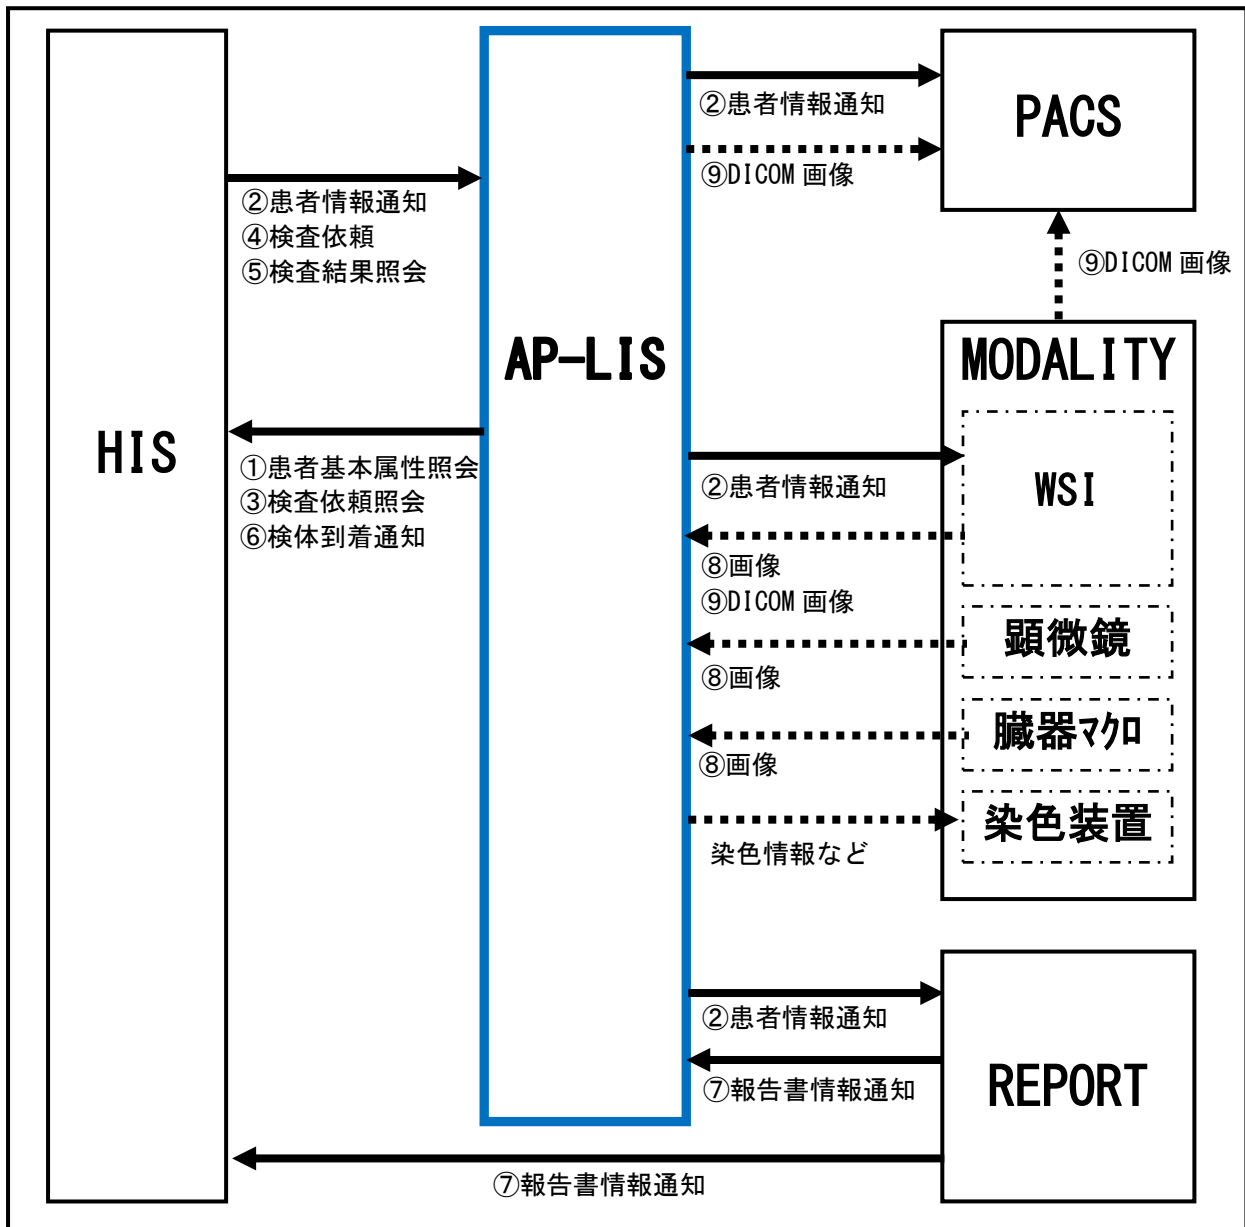 HIS
②患者情報通知
④検査依頼
⑤検査結果照会
①患者基本属性照会
③検査依頼照会
⑥検体到着通知
AP-LIS
②患者情報通知
⑨DICOM 画像
PACS
⑨DICOM 画像
MODALITY
WSI
②患者情報通知
⑧画像
⑨DICOM 画像
顕微鏡
⑧画像
臓器マクロ
⑧画像
染色装置
染色情報など
②患者情報通知
⑦報告書情報通知
REPORT
⑦報告書情報通知